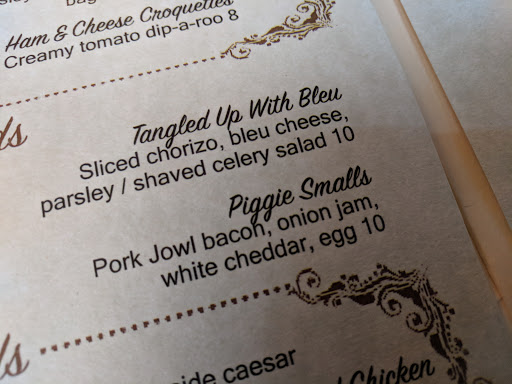 Ham & Cheese Croquettes
Creamy tomato dip-a-roo 8
Tangled Up With Bleu
Sliced chorizo, bleu cheese,
parsley / shaved celery salad 10
Piggie Smalls
Pork Jowl bacon, onion jam,
white cheddar, egg 10
caesar
Chicken